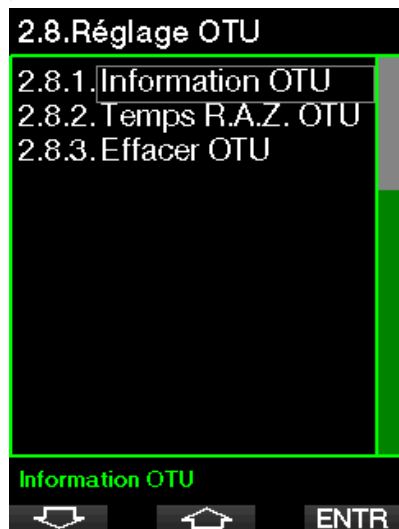 2.8.Réglage OTU
2.8.1.Information OTU
2.8.2.Temps R.A.Z. OTU
2.8.3.Effacer OTU
Information OTU
ENTR